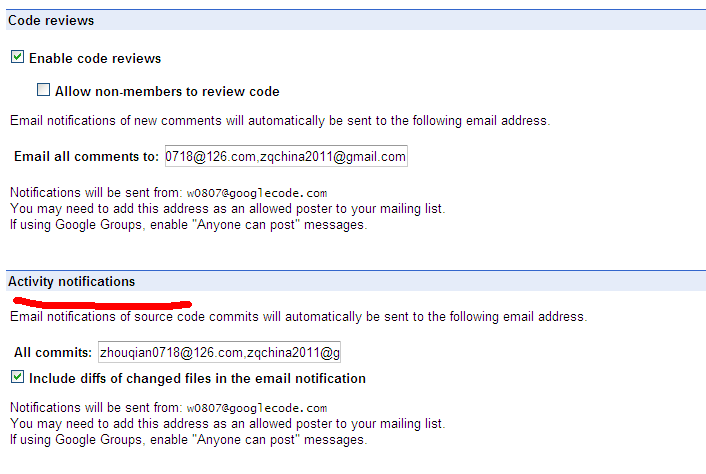 Code reviews
Enable code reviews
Allow non-members to review code
Email notifications of new comments will automatically be sent to the following email address.
Email all comments to: 0718@126.com,zqchina2011@gmail.com
Notifications will be sent from: w0807@googlecode.com
You may need to add this address as an allowed poster to your mailing list.
If using Google Groups, enable "Anyone can post" messages.
Activity notifications
Email notifications of source code commits will automatically be sent to the following email address.
All commits: zhouqian0718@126.com,zqchina2011@g
Include diffs of changed files in the email notification
Notifications will be sent from: w0807@googlecode.com
You may need to add this address as an allowed poster to your mailing list.
If using Google Groups, enable "Anyone can post" messages.